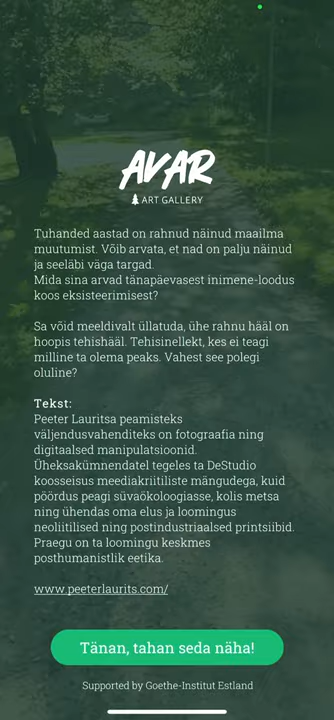 AVAR
ART GALLERY
Tuhanded aastad on rahnud näinud maailma
muutumist. Võib arvata, et nad on palju näinud
ja seeläbi väga targad.
Mida sina arvad tänapäevasest inimene-loodus
koos eksisteerimisest?
Sa võid meeldivalt üllatuda, ühe rahnu hääl on
hoopis tehishääl. Tehisinellekt, kes ei teagi
milline ta olema peaks. Vahest see polegi
oluline?
Tekst:
Peeter Lauritsa peamisteks
väljendusvahenditeks on fotograafia ning
digitaalsed manipulatsioonid.
Üheksakümnendatel tegeles ta DeStudio
koosseisus meediakriitiliste mängudega, kuid
pöördus peagi süvaökoloogiasse, kolis metsa
ning ühendas oma elus ja loomingus
neoliitilised ning postindustriaalsed printsiibid.
Praegu on ta loomingu keskmes
posthumanistlik eetika.
www.peeterlaurits.com/
Tänan, tahan seda näha!
Supported by Goethe-Institut Estland